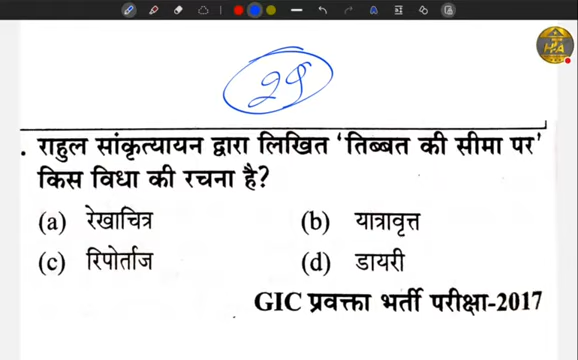 29
. राहुल सांकृत्यायन द्वारा लिखित ‘तिब्बत की सीमा पर’
किस विधा की रचना है?
(a) रेखाचित्र (b) यात्रावृत्त
(c) रिपोर्ताज (d) डायरी
GIC प्रवक्ता भर्ती परीक्षा-2017